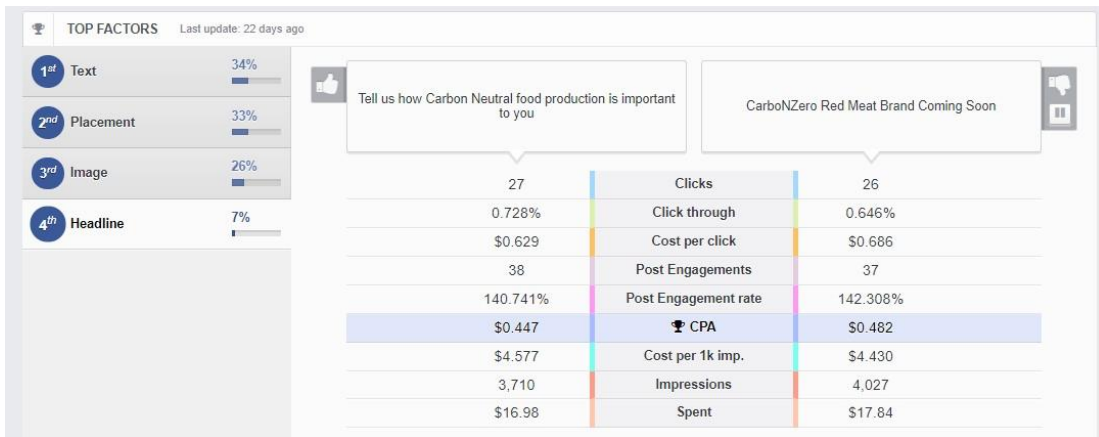 TOP FACTORS Last update: 22 days ago
1st Text 34%
2nd Placement 33%
3rd Image 26%
4th Headline 7%
Tell us how Carbon Neutral food production is important
to you
CarboNZero Red Meat Brand Coming Soon
27 Clicks 26
0.728% Click through 0.646%
$0.629 Cost per click $0.686
38 Post Engagements 37
140.741% Post Engagement rate 142.308%
$0.447 CPA $0.482
$4.577 Cost per 1k imp. $4.430
3,710 Impressions 4,027
$16.98 Spent $17.84